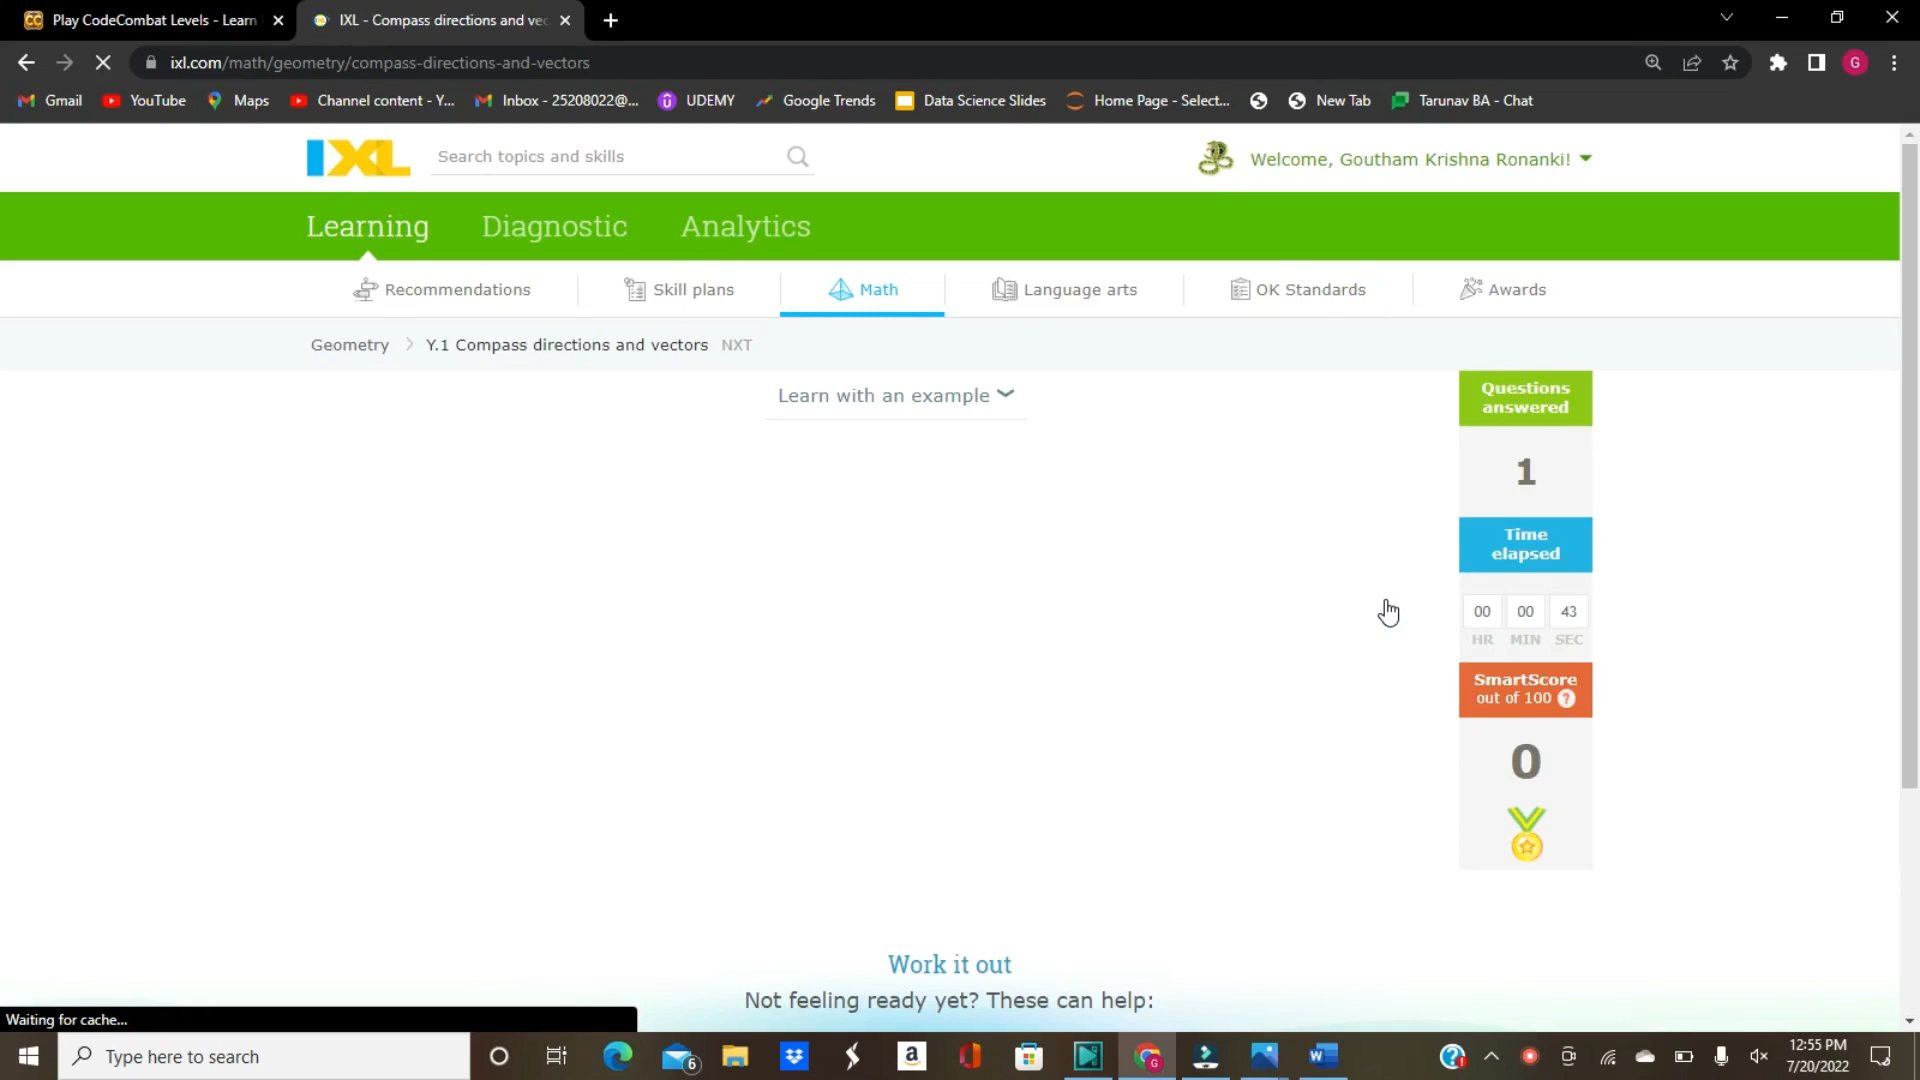 Play CodeCombat Levels - Learn
IXL - Compass directions and vec
ixl.com/math/geometry/compass-directions-and-vectors
G
Gmail
YouTube
Maps
Channel content - Y...
Inbox - 25208022@...
UDEMY
Google Trends
Data Science Slides
Home Page - Select...
New Tab
Tarunav BA - Chat
IXL
Search topics and skills
Welcome, Goutham Krishna Ronanki!
Learning
Diagnostic
Analytics
Recommendations
Skill plans
Math
Language arts
OK Standards
Awards
Geometry > Y.1 Compass directions and vectors NXT
Learn with an example
Questions
answered
1
Time
elapsed
00 00 43
HR MIN SEC
SmartScore
out of 100 ?
0
Work it out
Not feeling ready yet? These can help:
Waiting for cache...
Type here to search
6
12:55 PM
7/20/2022